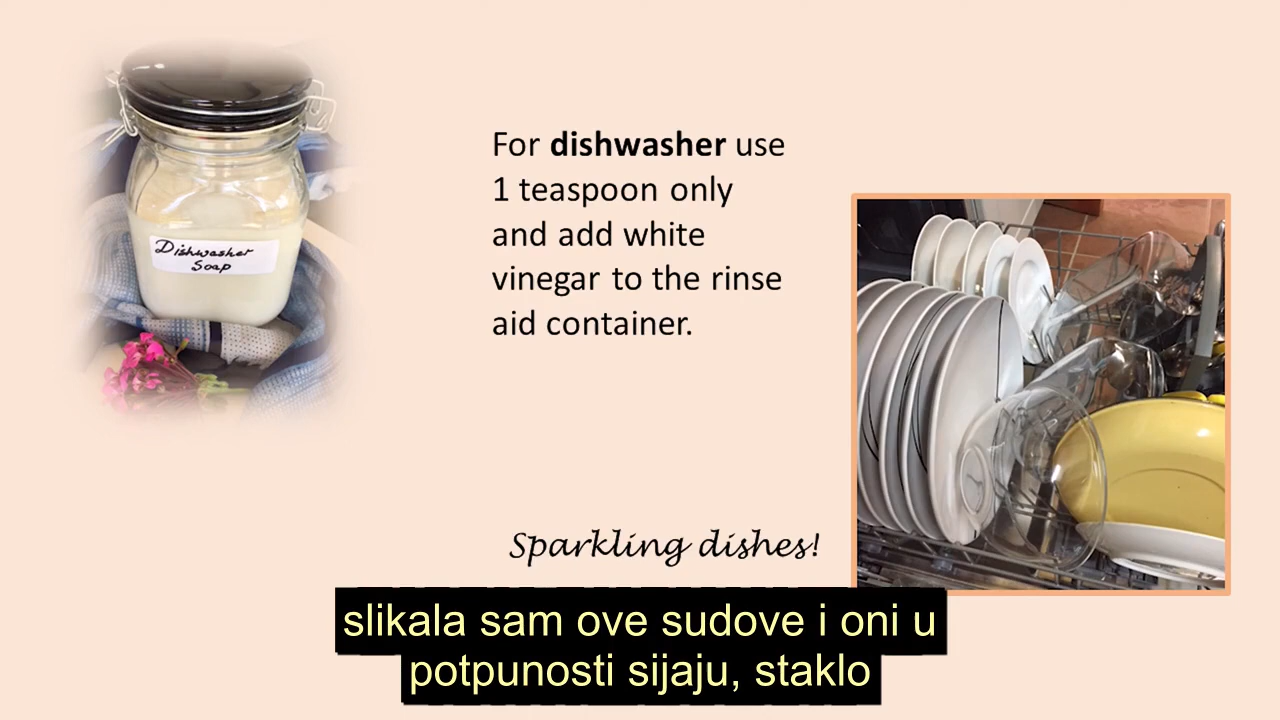 Dishwasher
Soap
For dishwasher use
1 teaspoon only
and add white
vinegar to the rinse
aid container.
Sparkling dishes!
slikala sam ove sudove i oni u
potpunosti sijaju, staklo